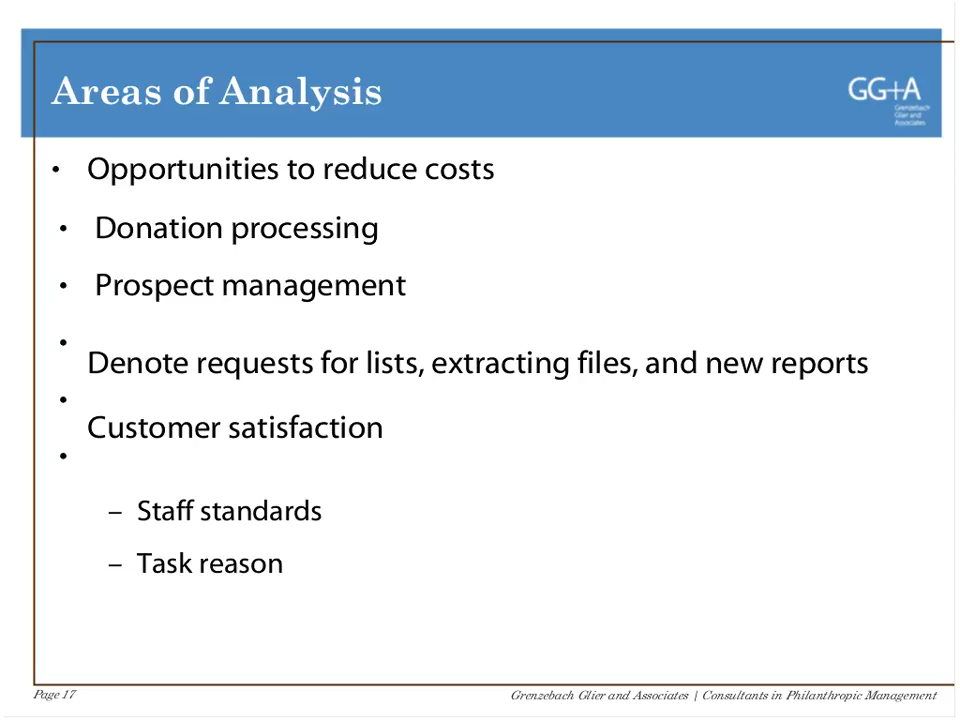 Areas of Analysis
GG+A
Grenzebach
Glier and
Associates
• Opportunities to reduce costs
• Donation processing
• Prospect management
•
Denote requests for lists, extracting files, and new reports
•
Customer satisfaction
•
– Staff standards
– Task reason
Page 17
Grenzebach Glier and Associates | Consultants in Philanthropic Management